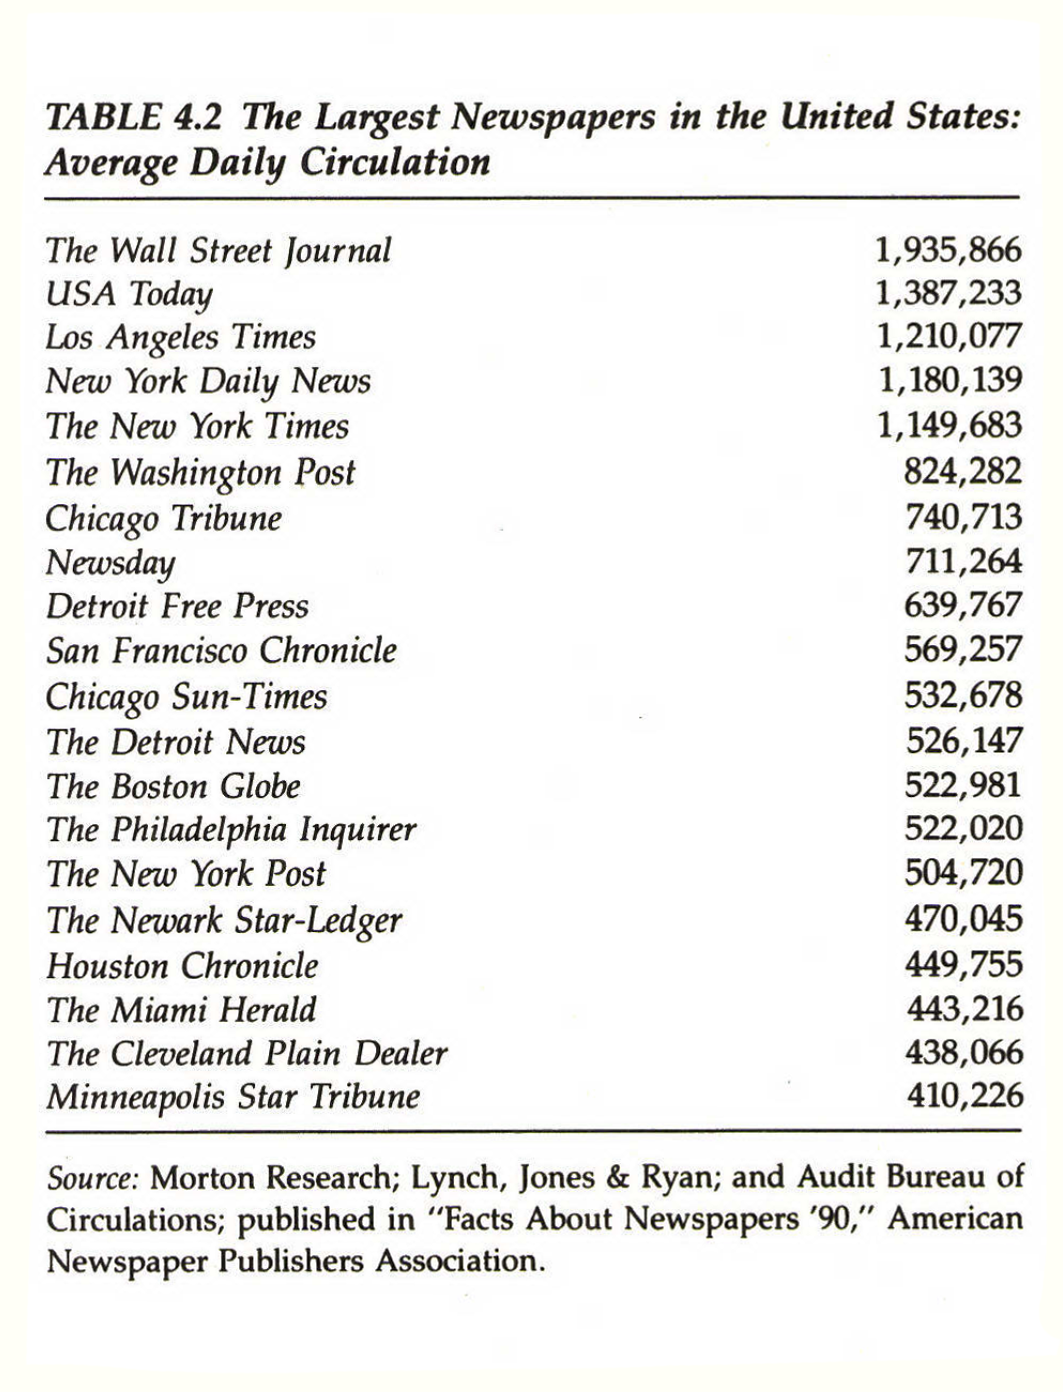 TABLE 4.2 The Largest Newspapers in the United States:
Average Daily Circulation
The Wall Street Journal 1,935,866
USA Today 1,387,233
Los Angeles Times 1,210,077
New York Daily News 1,180,139
The New York Times 1,149,683
The Washington Post 824,282
Chicago Tribune 740,713
Newsday 711,264
Detroit Free Press 639,767
San Francisco Chronicle 569,257
Chicago Sun-Times 532,678
The Detroit News 526,147
The Boston Globe 522,981
The Philadelphia Inquirer 522,020
The New York Post 504,720
The Newark Star-Ledger 470,045
Houston Chronicle 449,755
The Miami Herald 443,216
The Cleveland Plain Dealer 438,066
Minneapolis Star Tribune 410,226
Source: Morton Research; Lynch, Jones & Ryan; and Audit Bureau of
Circulations; published in "Facts About Newspapers '90," American
Newspaper Publishers Association.